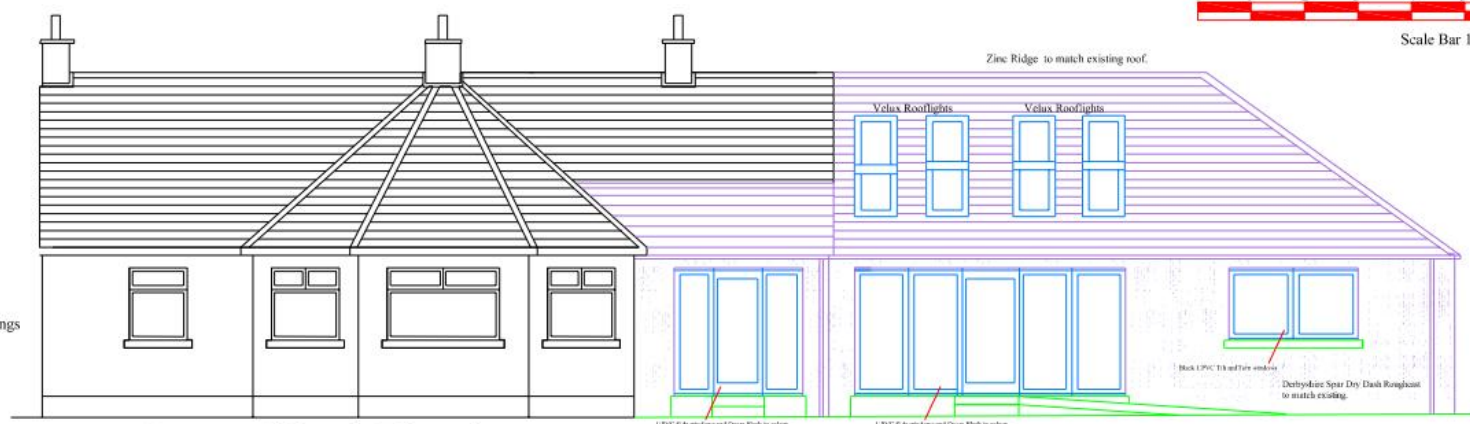 Scale Bar 1
Zinc Ridge to match existing roof.
Velux Rooflights
Velux Rooflights
ngs
Black UPVC Tilt and Turn windows
Derbyshire Spar Dry Dash Roughcast
to match existing.